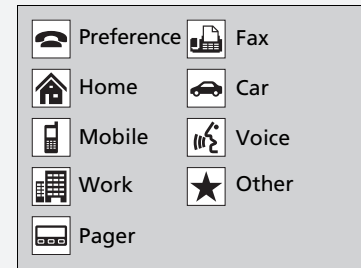 Preference
Fax
Home
Car
Mobile
Voice
Work
Other
Pager